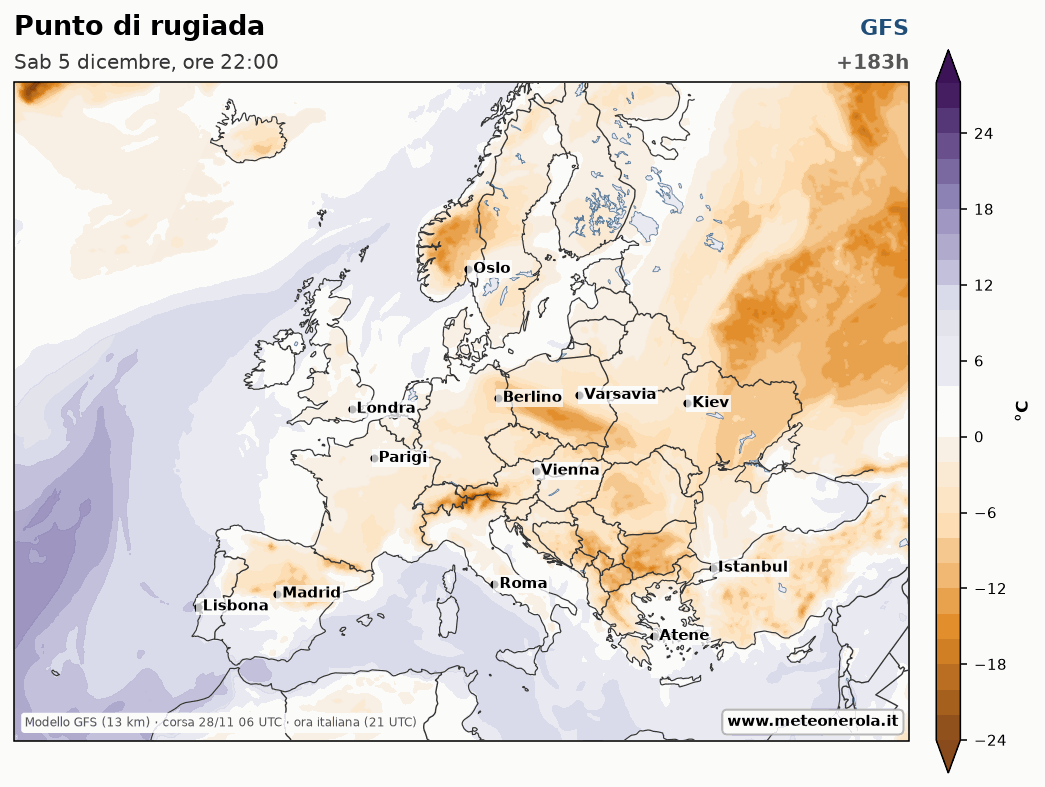 Punto di rugiada
GFS
Sab 5 dicembre, ore 22:00
+183h
24
18
12
6
0
−6
−12
−18
−24
°C
Oslo
Berlino
Varsavia
Kiev
Londra
Parigi
Vienna
Istanbul
Roma
Madrid
Lisbona
Atene
Modello GFS (13 km) · corsa 28/11 06 UTC · ora italiana (21 UTC)
www.meteonerola.it